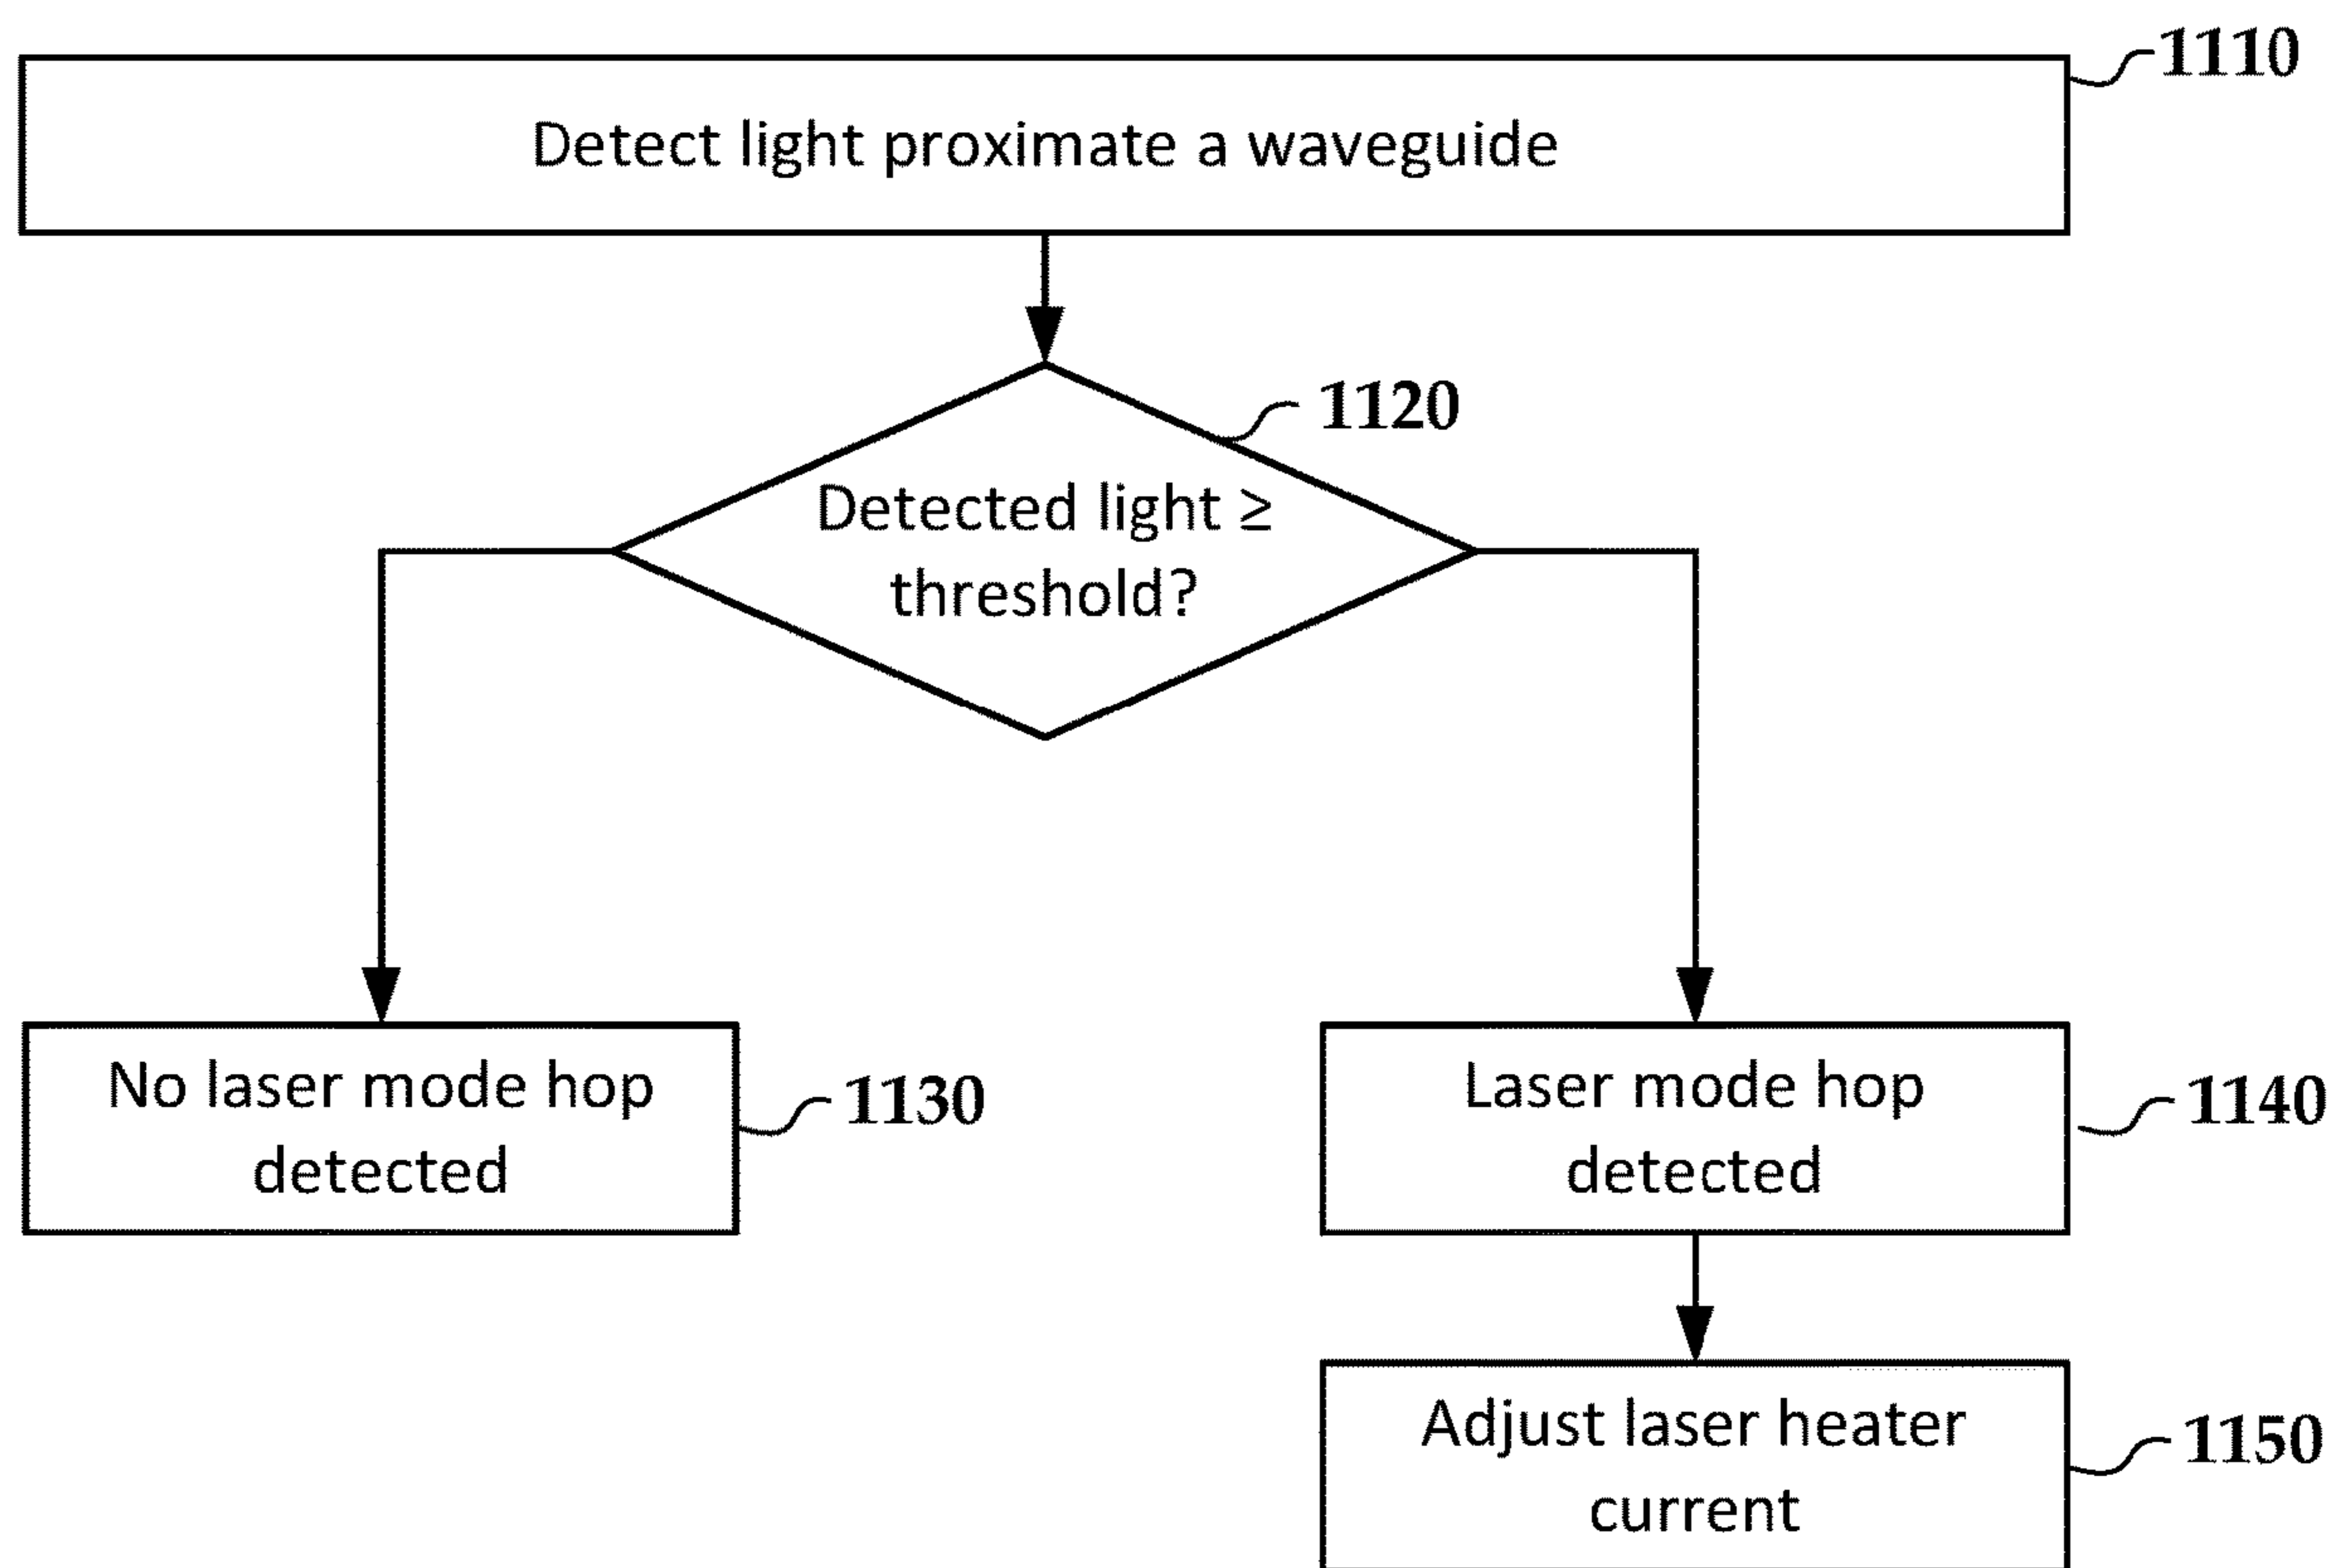 1110
Detect light proximate a waveguide
1120
Detected light ≥
threshold?
No laser mode hop
detected
1130
Laser mode hop
detected
1140
Adjust laser heater
current
1150